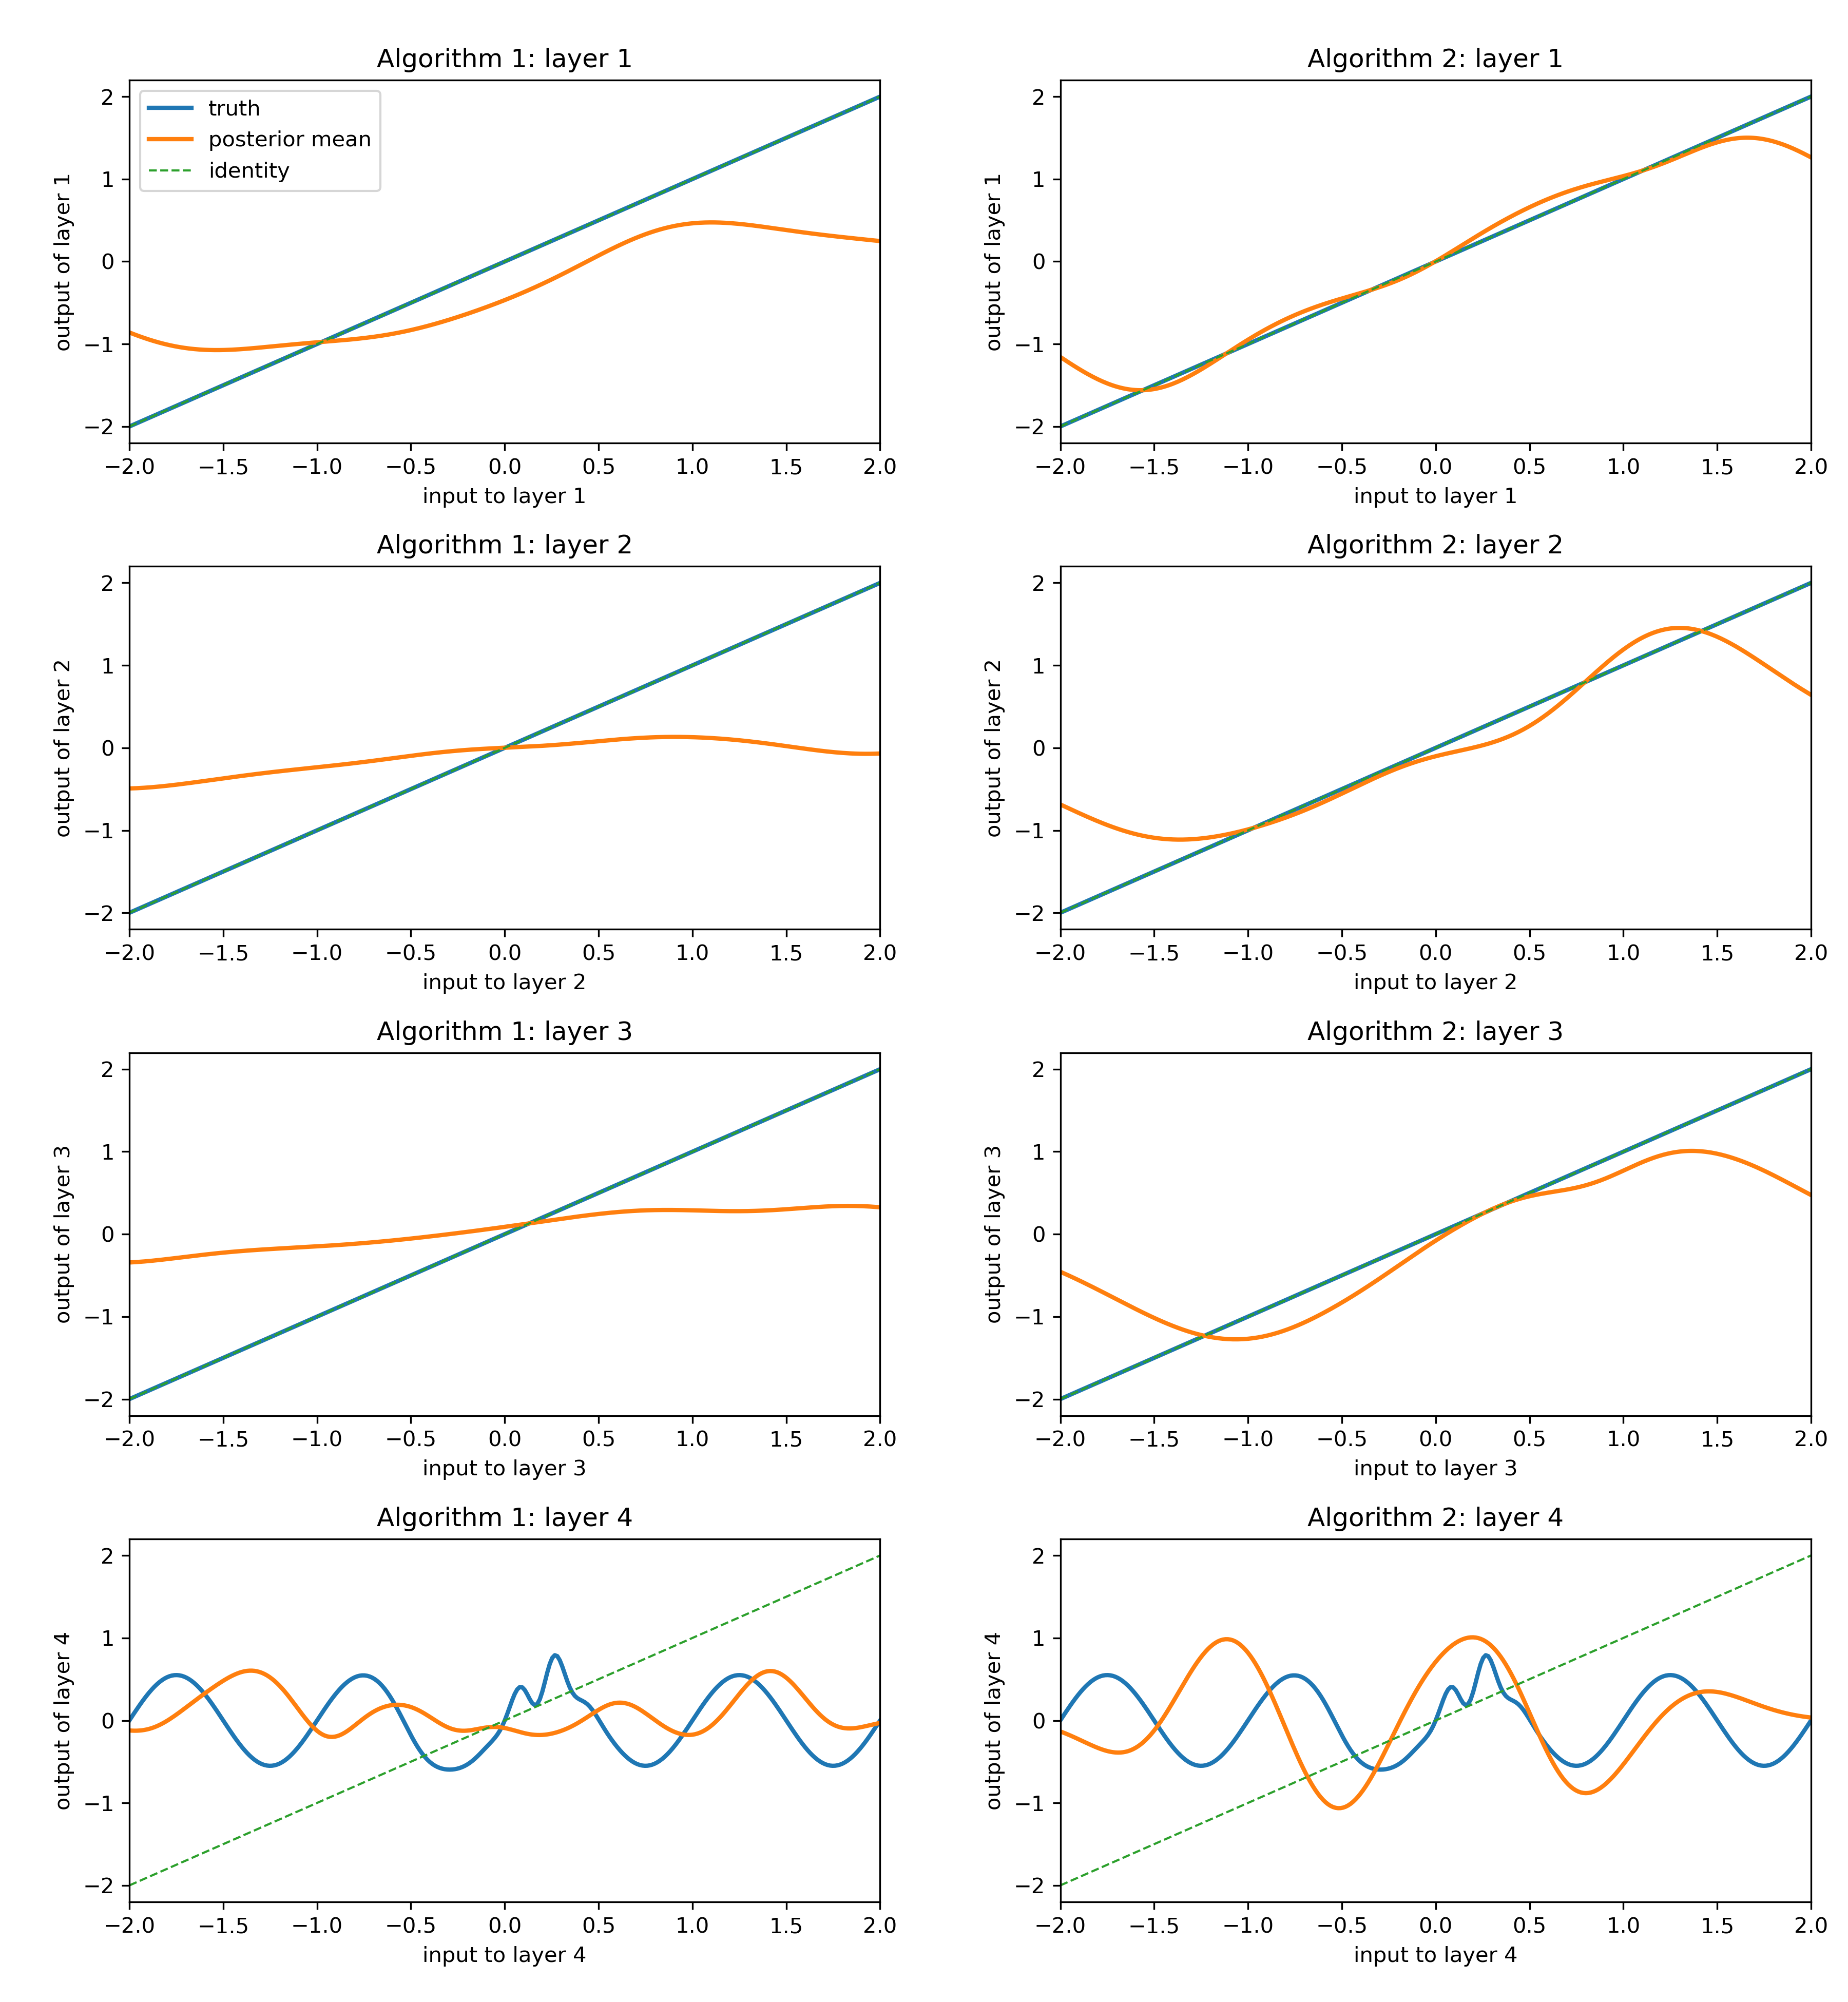 Algorithm 1: layer 1
truth
posterior mean
identity
output of layer 1
2
1
0
−1
−2
−2.0 −1.5 −1.0 −0.5 0.0 0.5 1.0 1.5 2.0
input to layer 1
Algorithm 2: layer 1
output of layer 1
2
1
0
−1
−2
−2.0 −1.5 −1.0 −0.5 0.0 0.5 1.0 1.5 2.0
input to layer 1
Algorithm 1: layer 2
output of layer 2
2
1
0
−1
−2
−2.0 −1.5 −1.0 −0.5 0.0 0.5 1.0 1.5 2.0
input to layer 2
Algorithm 2: layer 2
output of layer 2
2
1
0
−1
−2
−2.0 −1.5 −1.0 −0.5 0.0 0.5 1.0 1.5 2.0
input to layer 2
Algorithm 1: layer 3
output of layer 3
2
1
0
−1
−2
−2.0 −1.5 −1.0 −0.5 0.0 0.5 1.0 1.5 2.0
input to layer 3
Algorithm 2: layer 3
output of layer 3
2
1
0
−1
−2
−2.0 −1.5 −1.0 −0.5 0.0 0.5 1.0 1.5 2.0
input to layer 3
Algorithm 1: layer 4
output of layer 4
2
1
0
−1
−2
−2.0 −1.5 −1.0 −0.5 0.0 0.5 1.0 1.5 2.0
input to layer 4
Algorithm 2: layer 4
output of layer 4
2
1
0
−1
−2
−2.0 −1.5 −1.0 −0.5 0.0 0.5 1.0 1.5 2.0
input to layer 4